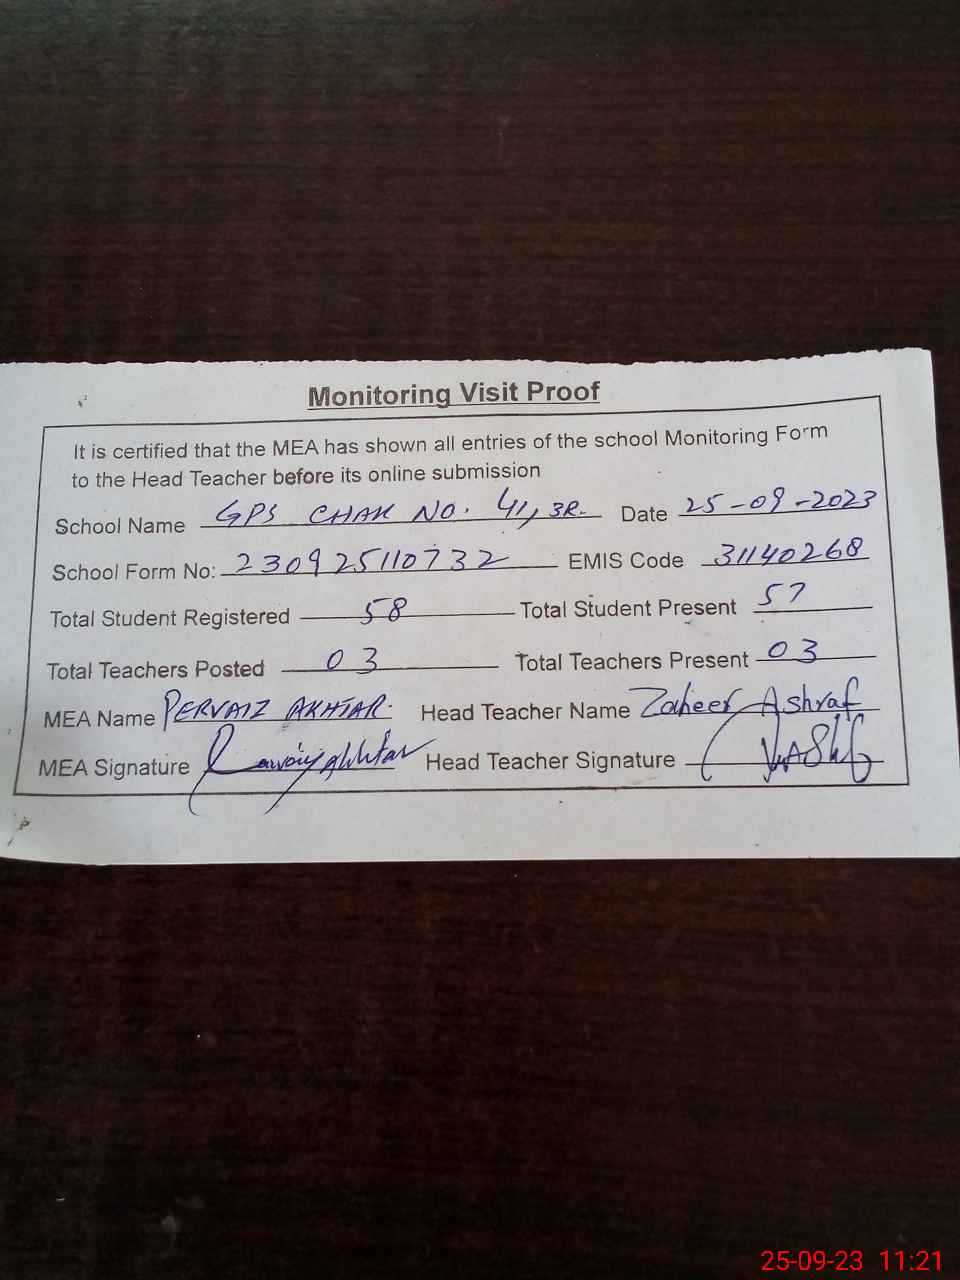 Monitoring Visit Proof
It is certified that the MEA has shown all entries of the school Monitoring Form
to the Head Teacher before its online submission
School Name GPS CHAK NO. 41, 3R. Date 25-09-2023
School Form No: 230925110732 EMIS Code 31140268
Total Student Registered 58 Total Student Present 57
Total Teachers Posted 03 Total Teachers Present 03
MEA Name PERVAIZ AKHTAR. Head Teacher Name Zaheer Ashraf
MEA Signature Head Teacher Signature
25-09-23 11:21